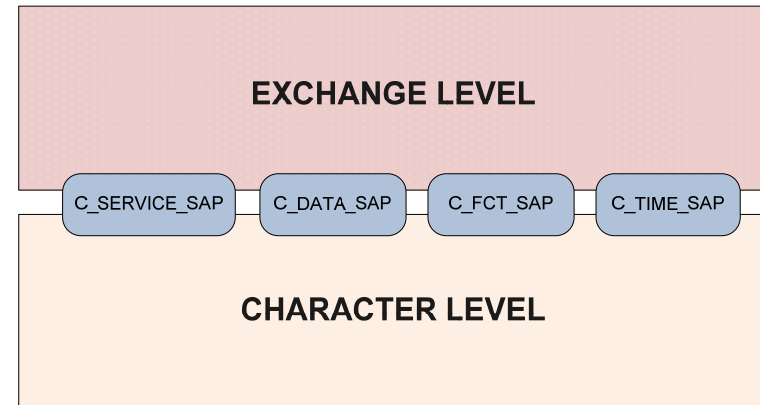 EXCHANGE LEVEL
C_SERVICE_SAP C_DATA_SAP C_FCT_SAP C_TIME_SAP
CHARACTER LEVEL